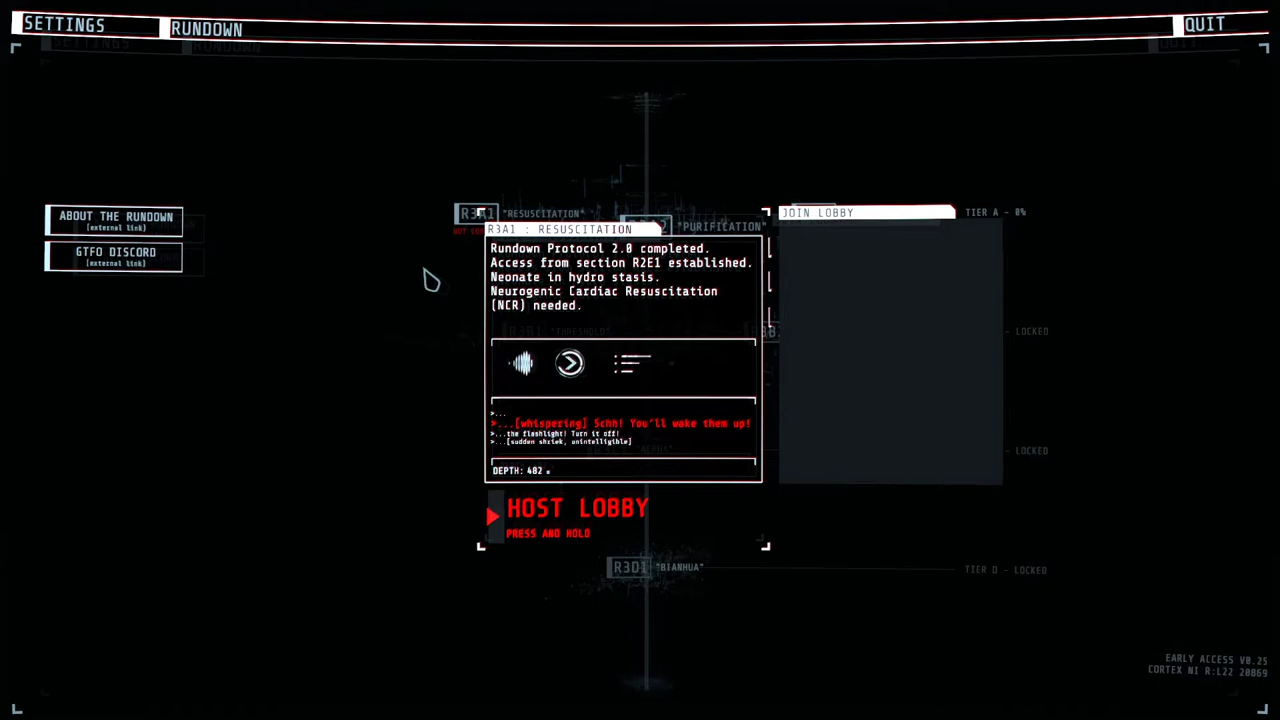 SETTINGS
RUNDOWN
QUIT
SETTINGS
RUNDOWN
QUIT
ABOUT THE RUNDOWN
(external link)
GTFO DISCORD
(external link)
R3A1 "RESUSCITATION"
"PURIFICATION"
JOIN LOBBY
TIER A - 0%
R3A1 : RESUSCITATION
Rundown Protocol 2.0 completed.
Access from section R2E1 established.
Neonate in hydro stasis.
Neurogenic Cardiac Resuscitation
(NCR) needed.
"THRESHOLD"
- LOCKED
>...
>...[whispering] Schh! You'll wake them up!
>...the flashlight! Turn it off!
>...[sudden shriek, unintelligible]
- LOCKED
DEPTH: 482 m
HOST LOBBY
PRESS AND HOLD
R3D1 "BIANHUA"
TIER D - LOCKED
EARLY ACCESS V0.25
CORTEX NI R:L22 20869